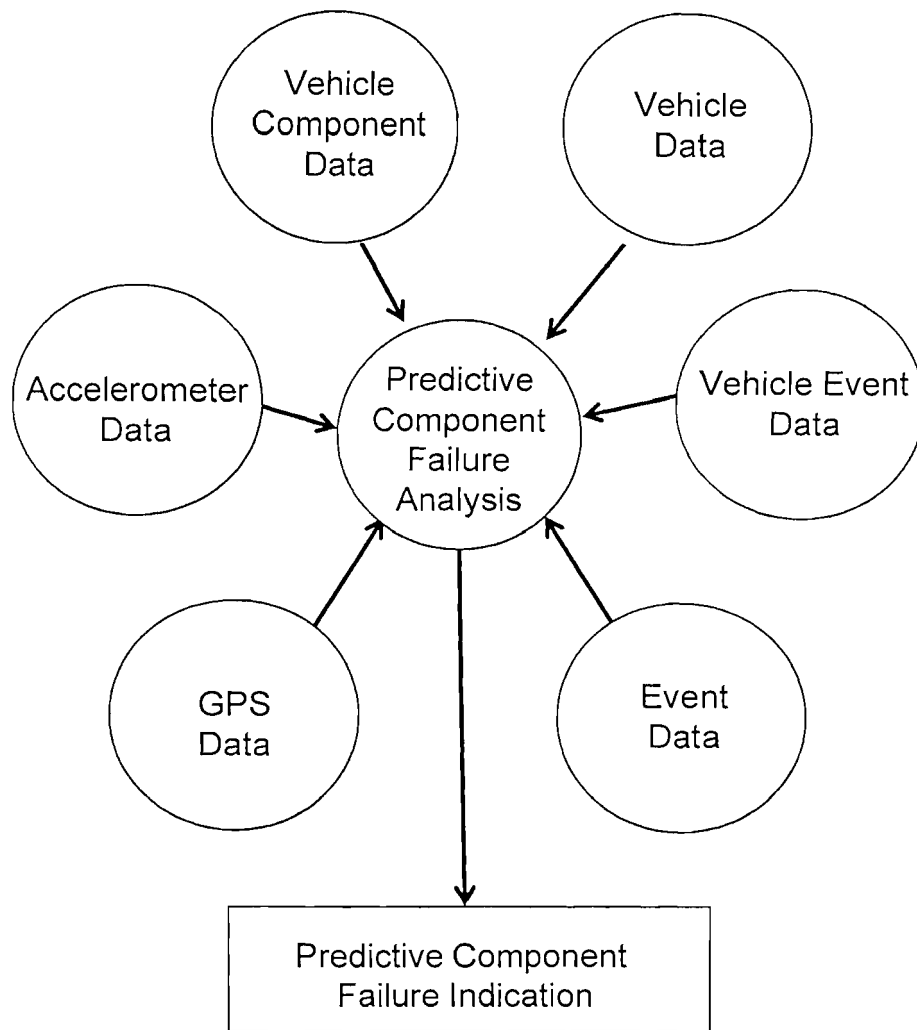 Vehicle
Component
Data
Vehicle
Data
Accelerometer
Data
Predictive
Component
Failure
Analysis
Vehicle Event
Data
GPS
Data
Event
Data
Predictive Component
Failure Indication